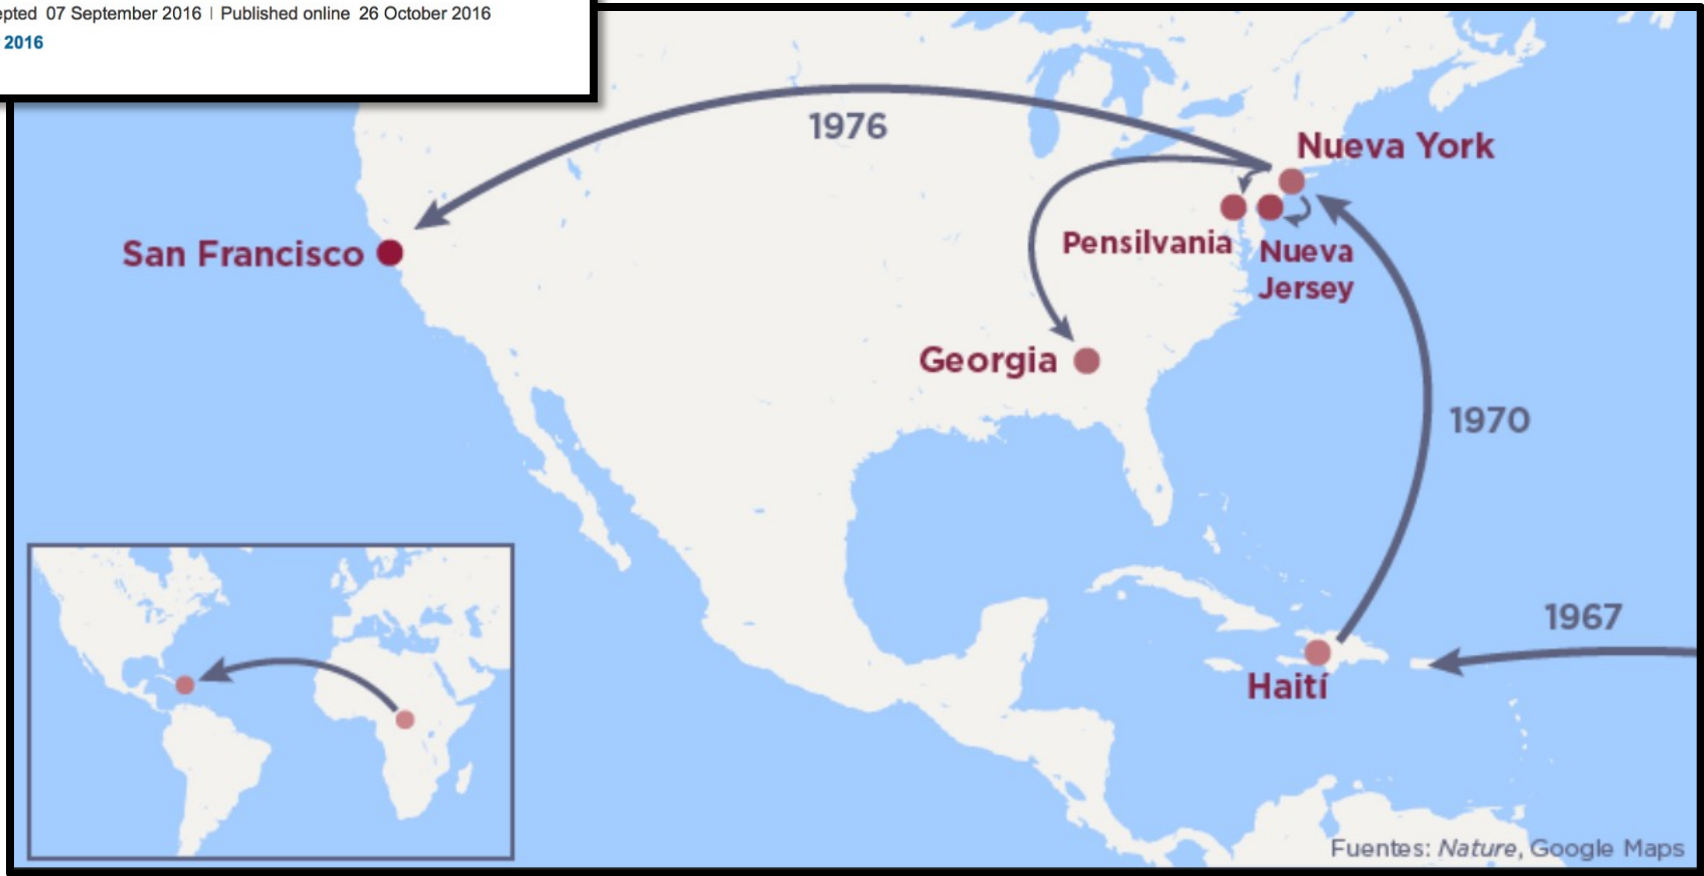 epted 07 September 2016 | Published online 26 October 2016
2016
1976
Nueva York
San Francisco
Pensilvania
Nueva
Jersey
Georgia
1970
1967
Haití
Fuentes: Nature, Google Maps